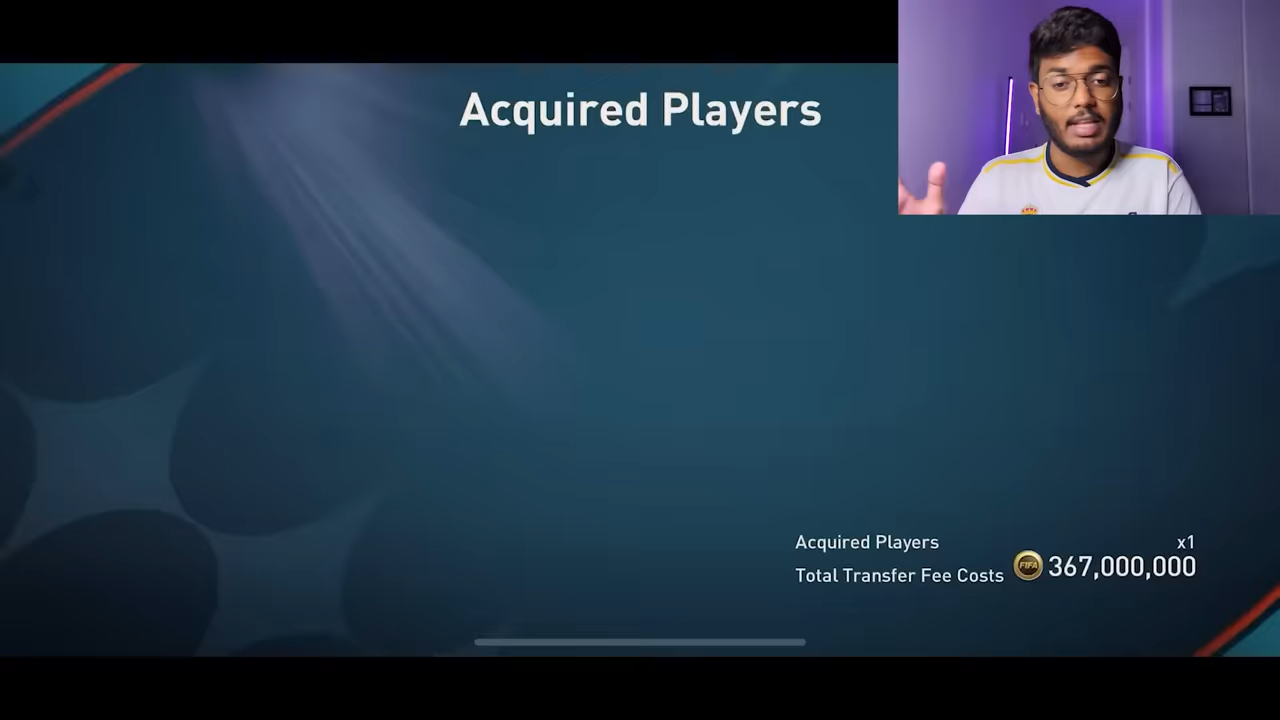 Acquired Players
Acquired Players x1
Total Transfer Fee Costs FIFA 367,000,000